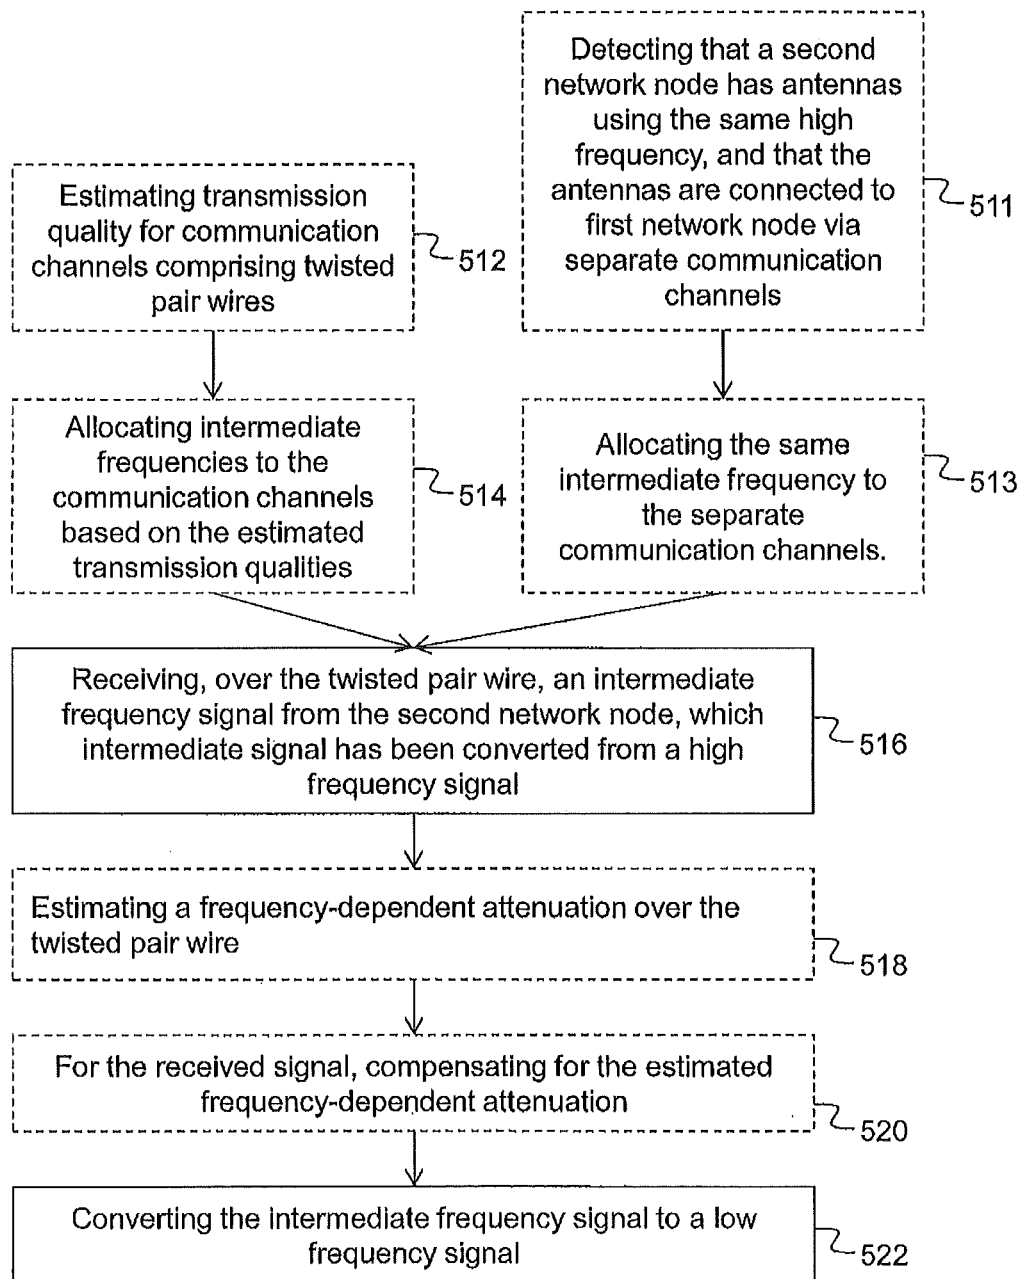 Detecting that a second
network node has antennas
using the same high
frequency, and that the
antennas are connected to
first network node via
separate communication
channels
511
Estimating transmission
quality for communication
channels comprising twisted
pair wires
512
Allocating intermediate
frequencies to the
communication channels
based on the estimated
transmission qualities
514
Allocating the same
intermediate frequency to
the separate
communication channels.
513
Receiving, over the twisted pair wire, an intermediate
frequency signal from the second network node, which
intermediate signal has been converted from a high
frequency signal
516
Estimating a frequency-dependent attenuation over the
twisted pair wire
518
For the received signal, compensating for the estimated
frequency-dependent attenuation
520
Converting the intermediate frequency signal to a low
frequency signal
522